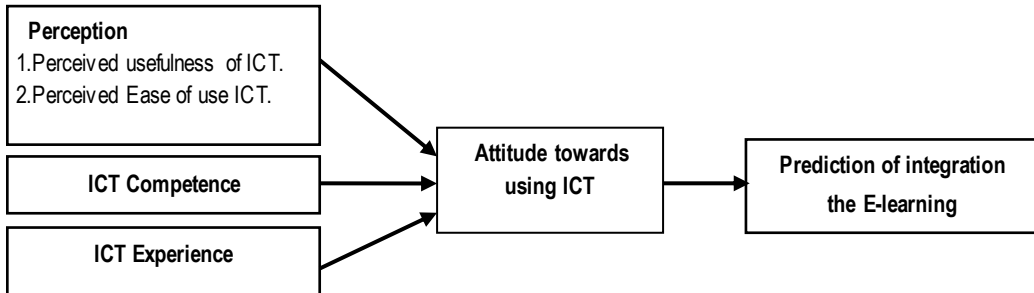 Perception
1.Perceived usefulness of ICT.
2.Perceived Ease of use ICT.
ICT Competence
ICT Experience
Attitude towards
using ICT
Prediction of integration
the E-learning